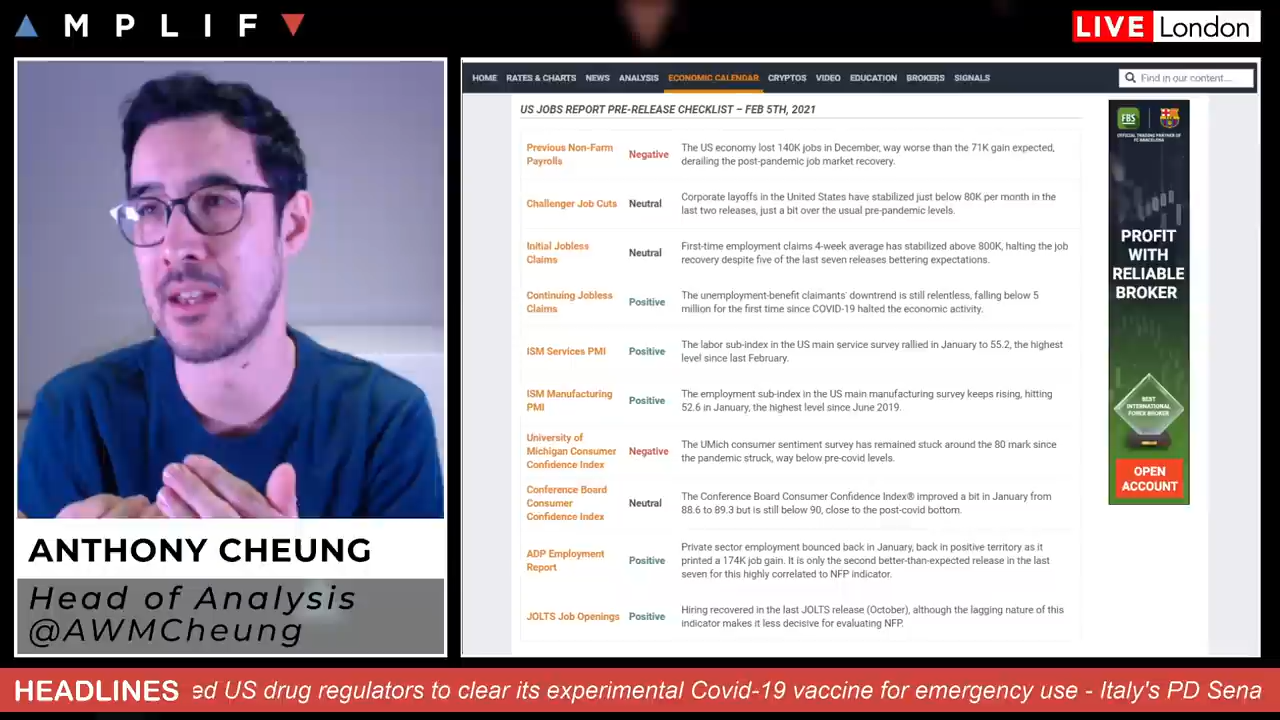 MPLIF
LIVE London
HOME RATES & CHARTS NEWS ANALYSIS ECONOMIC CALENDAR CRYPTOS VIDEO EDUCATION BROKERS SIGNALS
Find in our content...
US JOBS REPORT PRE-RELEASE CHECKLIST – FEB 5TH, 2021
Previous Non-Farm
Payrolls
Negative
The US economy lost 140K jobs in December, way worse than the 71K gain expected,
derailing the post-pandemic job market recovery.
Challenger Job Cuts
Neutral
Corporate layoffs in the United States have stabilized just below 80K per month in the
last two releases, just a bit over the usual pre-pandemic levels.
Initial Jobless
Claims
Neutral
First-time employment claims 4-week average has stabilized above 800K, halting the job
recovery despite five of the last seven releases bettering expectations.
Continuing Jobless
Claims
Positive
The unemployment-benefit claimants' downtrend is still relentless, falling below 5
million for the first time since COVID-19 halted the economic activity.
ISM Services PMI
Positive
The labor sub-index in the US main service survey rallied in January to 55.2, the highest
level since last February.
ISM Manufacturing
PMI
Positive
The employment sub-index in the US main manufacturing survey keeps rising, hitting
52.6 in January, the highest level since June 2019.
University of
Michigan Consumer
Confidence Index
Negative
The UMich consumer sentiment survey has remained stuck around the 80 mark since
the pandemic struck, way below pre-covid levels.
Conference Board
Consumer
Confidence Index
Neutral
The Conference Board Consumer Confidence Index® improved a bit in January from
88.6 to 89.3 but is still below 90, close to the post-covid bottom.
ADP Employment
Report
Positive
Private sector employment bounced back in January, back in positive territory as it
printed a 174K job gain. It is only the second better-than-expected release in the last
seven for this highly correlated to NFP indicator.
JOLTS Job Openings
Positive
Hiring recovered in the last JOLTS release (October), although the lagging nature of this
indicator makes it less decisive for evaluating NFP.
FBS
OFFICIAL TRADING PARTNER OF
FC BARCELONA
PROFIT
WITH
RELIABLE
BROKER
BEST
INTERNATIONAL
FOREX BROKER
OPEN
ACCOUNT
ANTHONY CHEUNG
Head of Analysis
@AWMCheung
HEADLINES ed US drug regulators to clear its experimental Covid-19 vaccine for emergency use - Italy's PD Sena